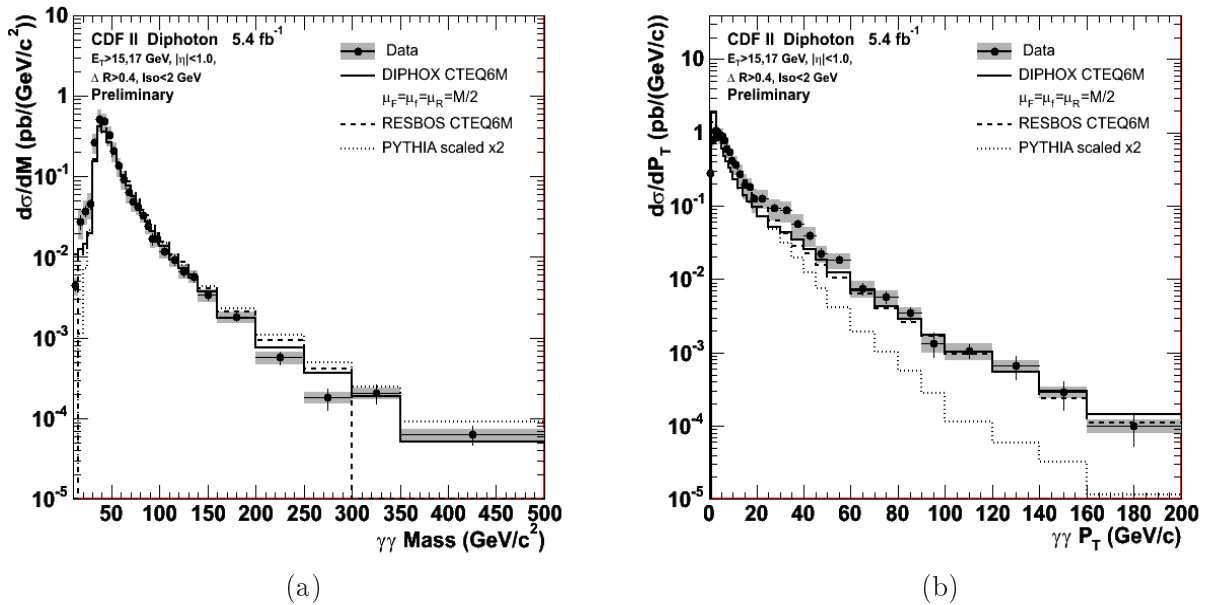 dσ/dM (pb/(GeV/c²)
10
1
10⁻¹
10⁻²
10⁻³
10⁻⁴
10⁻⁵
CDF II Diphoton 5.4 fb⁻¹
E_T>15,17 GeV, |η|<1.0,
Δ R>0.4, Iso<2 GeV
Preliminary
Data
DIPHOX CTEQ6M
μ_F=μ_f=μ_R=M/2
RESBOS CTEQ6M
PYTHIA scaled x2
50 100 150 200 250 300 350 400 450 500
γγ Mass (GeV/c²)
(a)
dσ/dP_T (pb/(GeV/c))
10
1
10⁻¹
10⁻²
10⁻³
10⁻⁴
10⁻⁵
CDF II Diphoton 5.4 fb⁻¹
E_T>15,17 GeV, |η|<1.0,
Δ R>0.4, Iso<2 GeV
Preliminary
Data
DIPHOX CTEQ6M
μ_F=μ_f=μ_R=M/2
RESBOS CTEQ6M
PYTHIA scaled x2
0 20 40 60 80 100 120 140 160 180 200
γγ P_T (GeV/c)
(b)